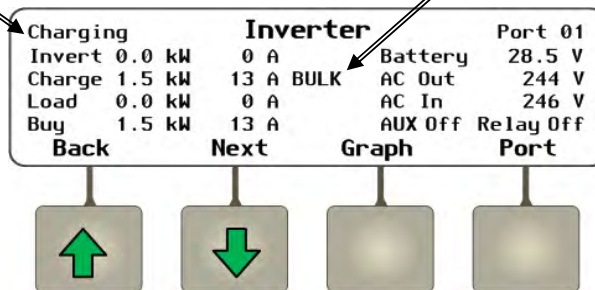 Charging Inverter Port 01
Invert 0.0 kW 0 A Battery 28.5 V
Charge 1.5 kW 13 A BULK AC Out 244 V
Load 0.0 kW 0 A AC In 246 V
Buy 1.5 kW 13 A AUX Off Relay Off
Back Next Graph Port